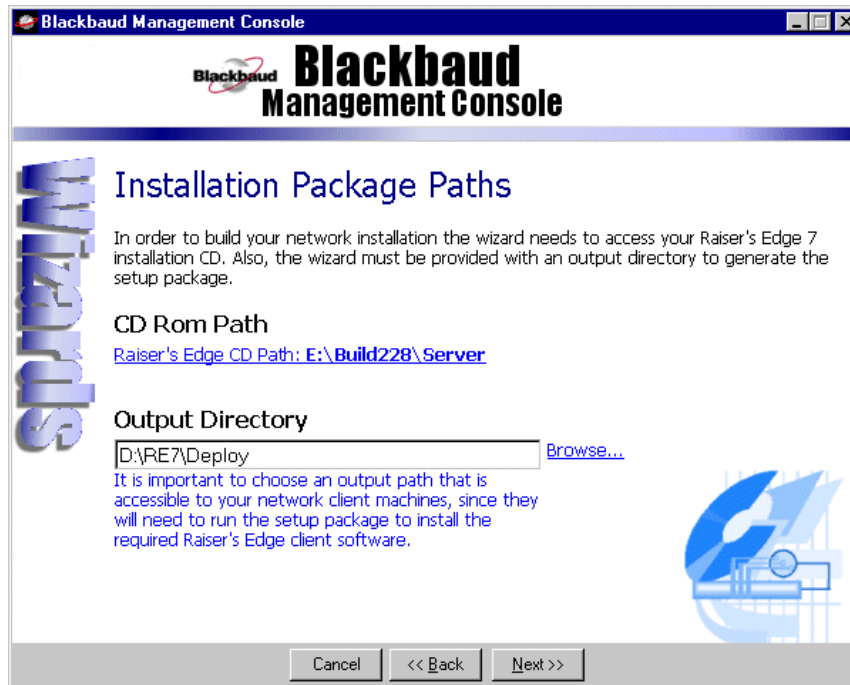 Blackbaud Management Console
Blackbaud Blackbaud
Management Console
Wizards
Installation Package Paths
In order to build your network installation the wizard needs to access your Raiser's Edge 7
installation CD. Also, the wizard must be provided with an output directory to generate the
setup package.
CD Rom Path
Raiser's Edge CD Path: E:\Build228\Server
Output Directory
D:\RE7\Deploy
Browse...
It is important to choose an output path that is
accessible to your network client machines, since they
will need to run the setup package to install the
required Raiser's Edge client software.
Cancel
<< Back
Next >>